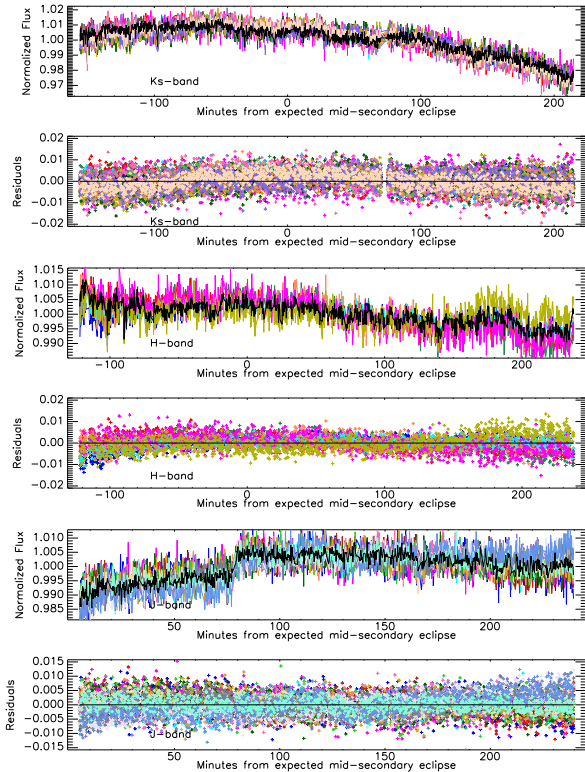 1.02
1.01
1.00
0.99
0.98
0.97
Normalized Flux
Ks-band
-100 0 100 200
Minutes from expected mid-secondary eclipse
0.02
0.01
0.00
-0.01
-0.02
Residuals
Ks-band
-100 0 100 200
Minutes from expected mid-secondary eclipse
1.015
1.010
1.005
1.000
0.995
0.990
Normalized Flux
H-band
-100 0 100 200
Minutes from expected mid-secondary eclipse
0.02
0.01
0.00
-0.01
-0.02
Residuals
H-band
-100 0 100 200
Minutes from expected mid-secondary eclipse
1.010
1.005
1.000
0.995
0.990
0.985
Normalized Flux
J-band
50 100 150 200
Minutes from expected mid-secondary eclipse
0.015
0.010
0.005
0.000
-0.005
-0.010
-0.015
Residuals
J-band
50 100 150 200
Minutes from expected mid-secondary eclipse